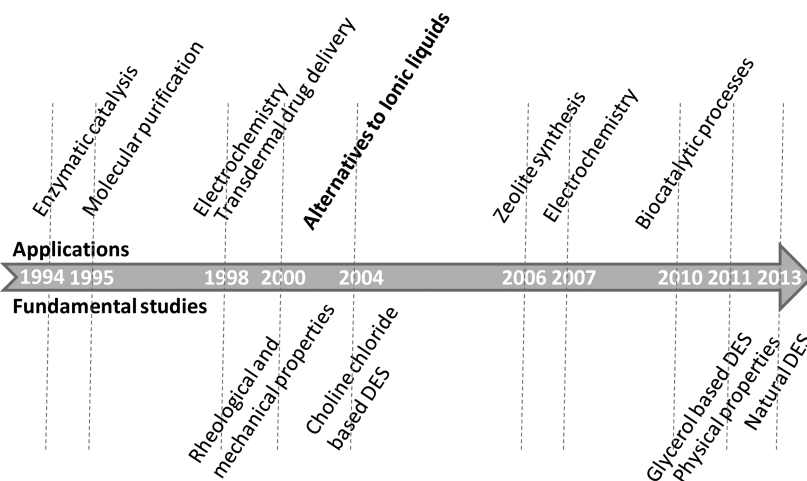 Enzymatic catalysis
Molecular purification
Electrochemistry
Transdermal drug delivery
Alternatives to Ionic liquids
Zeolite synthesis
Electrochemistry
Biocatalytic processes
Applications
1994 1995 1998 2000 2004 2006 2007 2010 2011 2013
Fundamental studies
Rheological and
mechanical properties
Choline chloride
based DES
Glycerol based DES
Physical properties
Natural DES